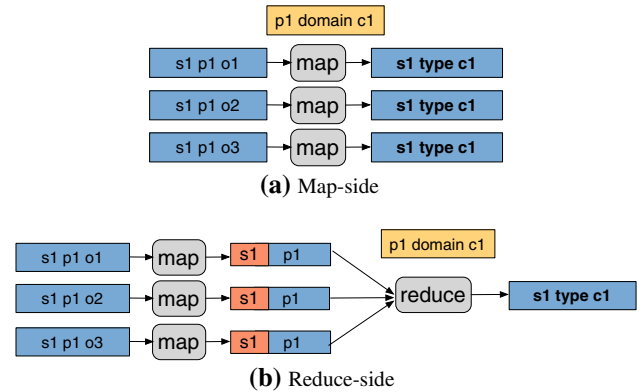 p1 domain c1
s1 p1 o1 map s1 type c1
s1 p1 o2 map s1 type c1
s1 p1 o3 map s1 type c1
(a) Map-side
p1 domain c1
s1 p1 o1 map s1 p1
s1 p1 o2 map s1 p1 reduce s1 type c1
s1 p1 o3 map s1 p1
(b) Reduce-side